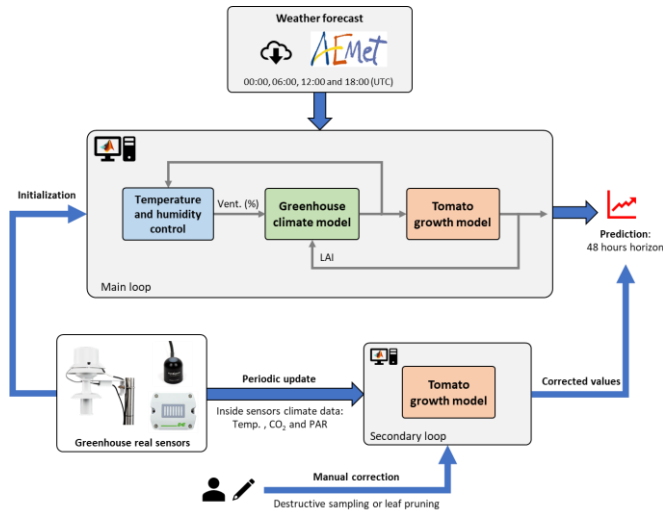 Weather forecast
AEMet
00:00, 06:00, 12:00 and 18:00 (UTC)
Initialization
Temperature
and humidity
control
Vent. (%)
Greenhouse
climate model
Tomato
growth model
LAI
Main loop
Prediction:
48 hours horizon
Greenhouse real sensors
Periodic update
Inside sensors climate data:
Temp. , CO₂ and PAR
Tomato
growth model
Secondary loop
Corrected values
Manual correction
Destructive sampling or leaf pruning